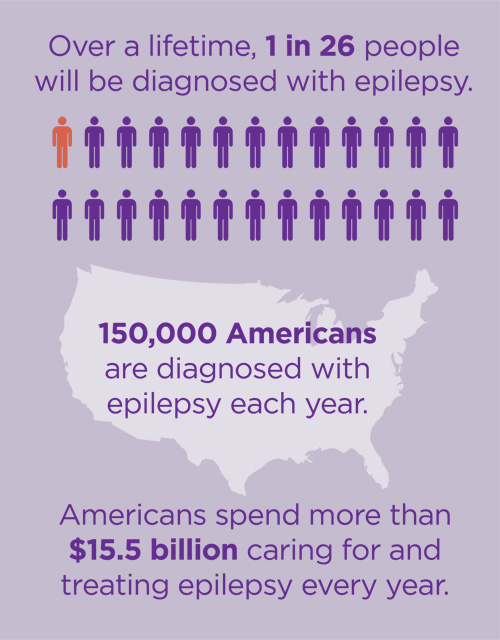 Over a lifetime, 1 in 26 people
will be diagnosed with epilepsy.
150,000 Americans
are diagnosed with
epilepsy each year.
Americans spend more than
$15.5 billion caring for and
treating epilepsy every year.